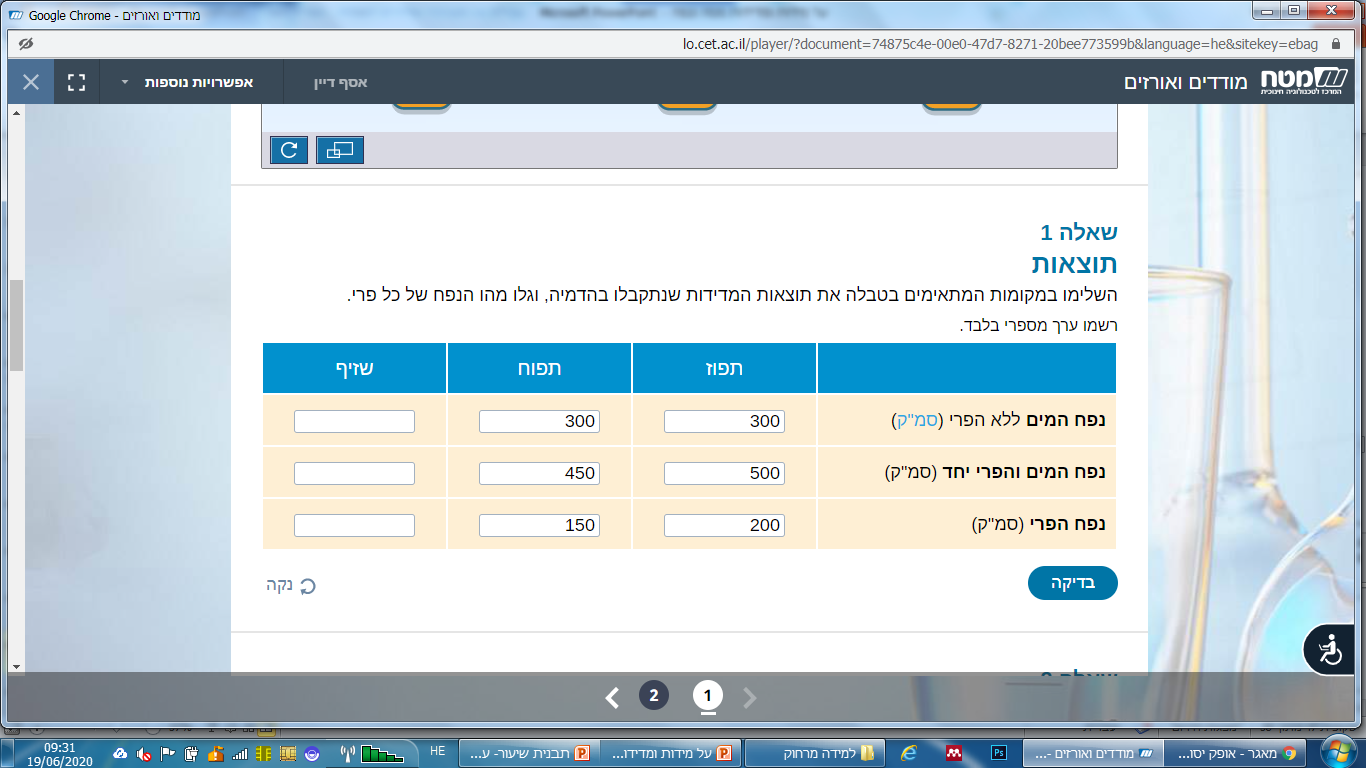 מודדים ואורזים - Google Chrome
lo.cet.ac.il/player/?document=74875c4e-00e0-47d7-8271-20bee773599b&language=he&sitekey=ebag
מטח
המרכז לטכנולוגיה חינוכית
מודדים ואורזים
אסף דיין
אפשרויות נוספות
שאלה 1
תוצאות
השלימו במקומות המתאימים בטבלה את תוצאות המדידות שנתקבלו בהדמיה, וגלו מהו הנפח של כל פרי.
רשמו ערך מספרי בלבד.
תפוז תפוח שזיף
נפח המים ללא הפרי (סמ"ק) 300 300
נפח המים והפרי יחד (סמ"ק) 500 450
נפח הפרי (סמ"ק) 200 150
בדיקה
נקה
1 2
מאגר - אופק יסו...
מודדים ואורזים -...
Ps
למידה מרחוק
על מידות ומדידו...
תבנית שיעור- ע...
HE
09:31
19/06/2020